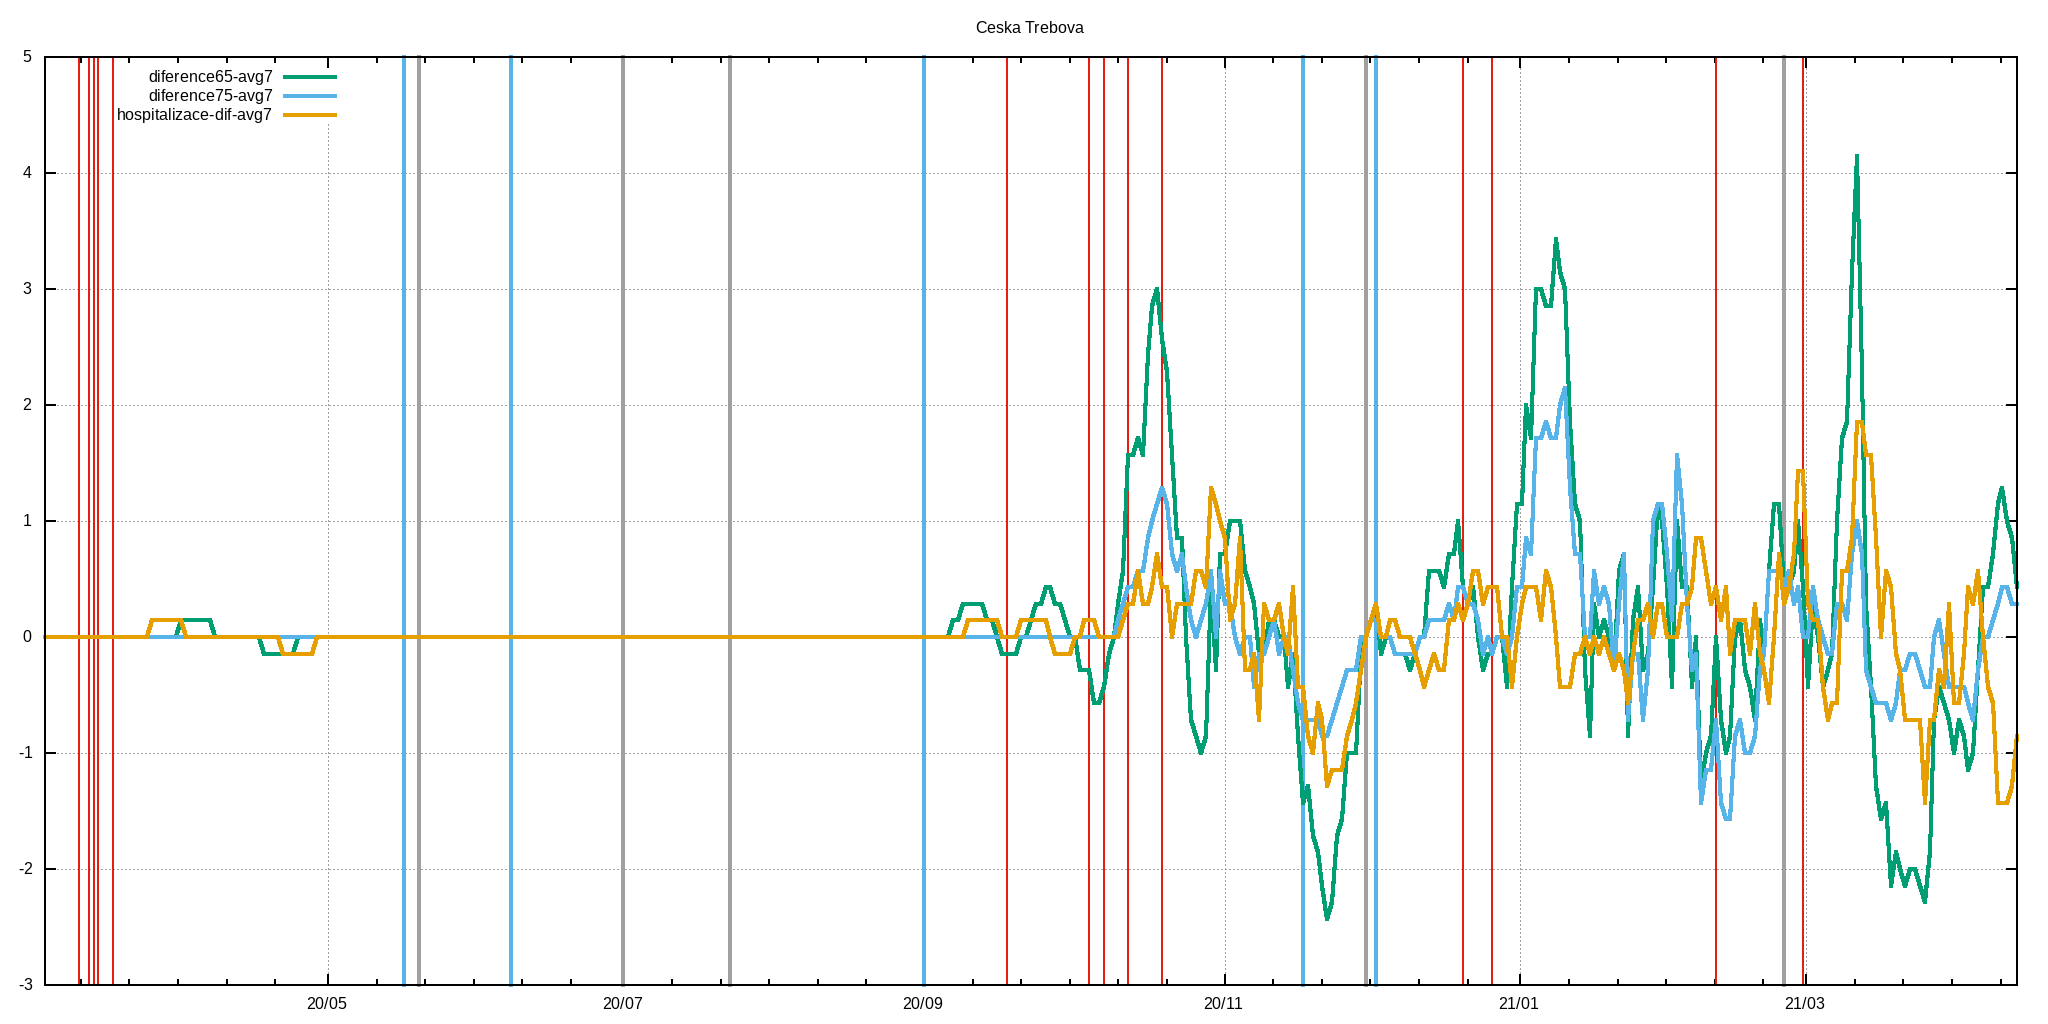 Ceska Trebova
diference65-avg7
diference75-avg7
hospitalizace-dif-avg7
5
4
3
2
1
0
-1
-2
-3
20/05 20/07 20/09 20/11 21/01 21/03